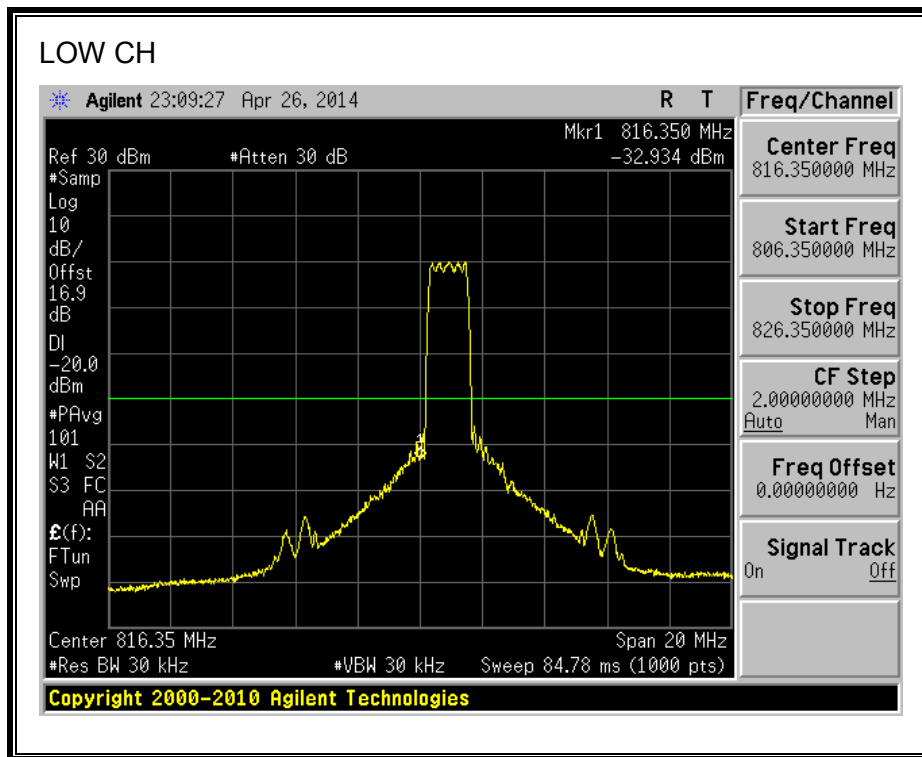 LOW CH
Agilent 23:09:27 Apr 26, 2014 R T
Freq/Channel
Mkr1 816.350 MHz
Ref 30 dBm #Atten 30 dB -32.934 dBm
#Samp
Log
10
dB/
Offst
16.9
dB
DI
-20.0
dBm
#PAvg
101
W1 S2
S3 FC
AA
£(f):
FTun
Swp
1
Center 816.35 MHz Span 20 MHz
#Res BW 30 kHz #VBW 30 kHz Sweep 84.78 ms (1000 pts)
Center Freq
816.350000 MHz
Start Freq
806.350000 MHz
Stop Freq
826.350000 MHz
CF Step
2.00000000 MHz
Auto Man
Freq Offset
0.00000000 Hz
Signal Track
On Off
Copyright 2000-2010 Agilent Technologies